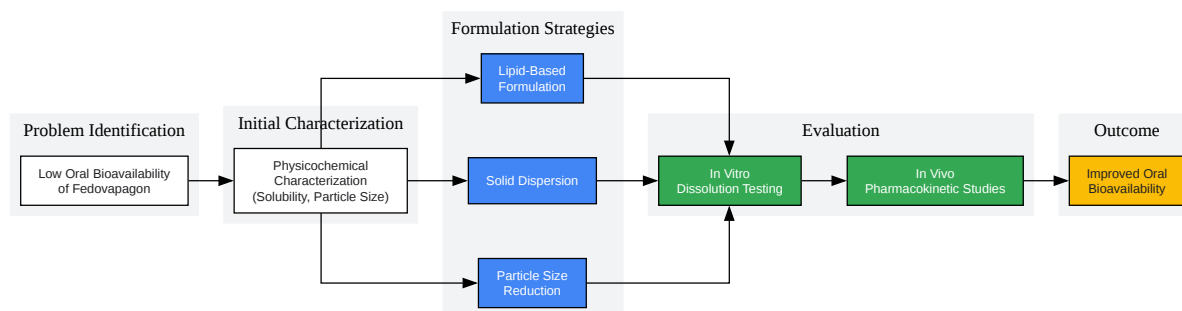 Problem Identification
Low Oral Bioavailability
of Fedovapagon
Initial Characterization
Physicochemical
Characterization
(Solubility, Particle Size)
Formulation Strategies
Lipid-Based
Formulation
Solid Dispersion
Particle Size
Reduction
Evaluation
In Vitro
Dissolution Testing
In Vivo
Pharmacokinetic Studies
Outcome
Improved Oral
Bioavailability